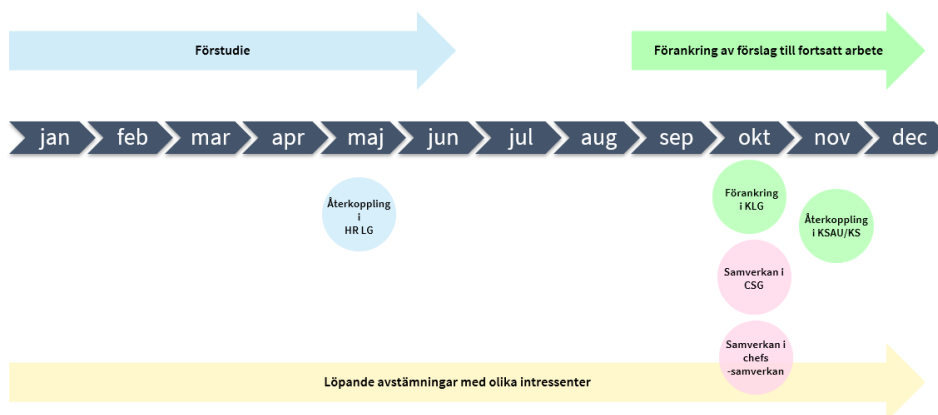 Förstudie
Förankring av förslag till fortsatt arbete
jan feb mar apr maj jun jul aug sep okt nov dec
Återkoppling
i
HR LG
Förankring
i KLG
Återkoppling
i KSAU/KS
Samverkan i
CSG
Samverkan i
chefs
-samverkan
Löpande avstämningar med olika intressenter